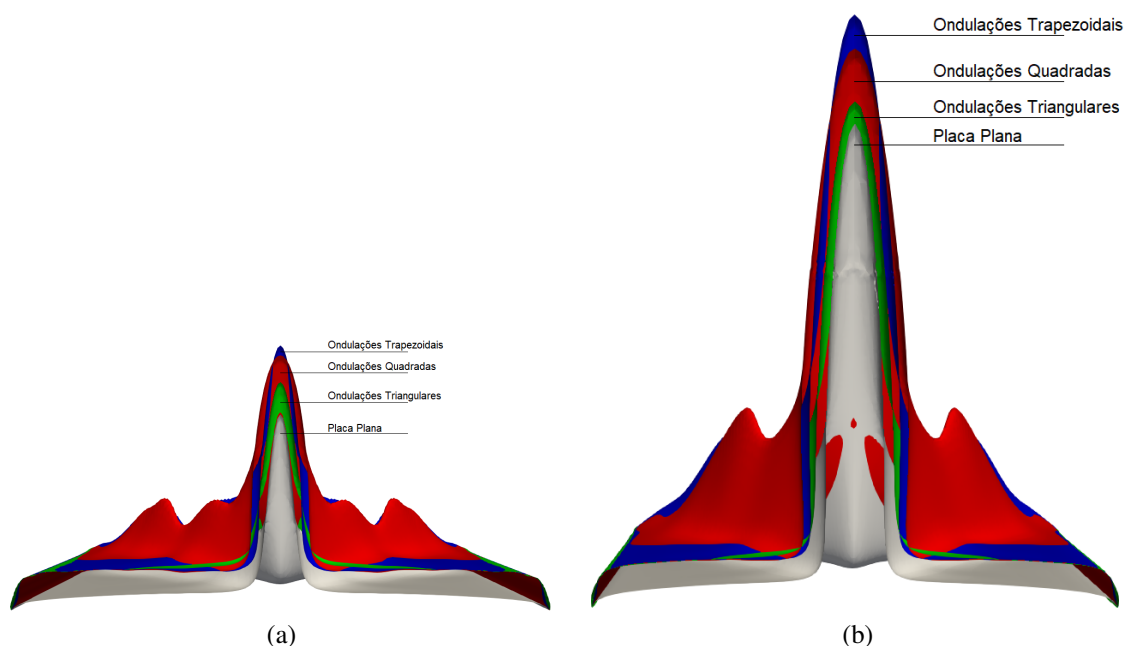 Ondulações Trapezoidais
Ondulações Quadradas
Ondulações Triangulares
Placa Plana
(a)
Ondulações Trapezoidais
Ondulações Quadradas
Ondulações Triangulares
Placa Plana
(b)